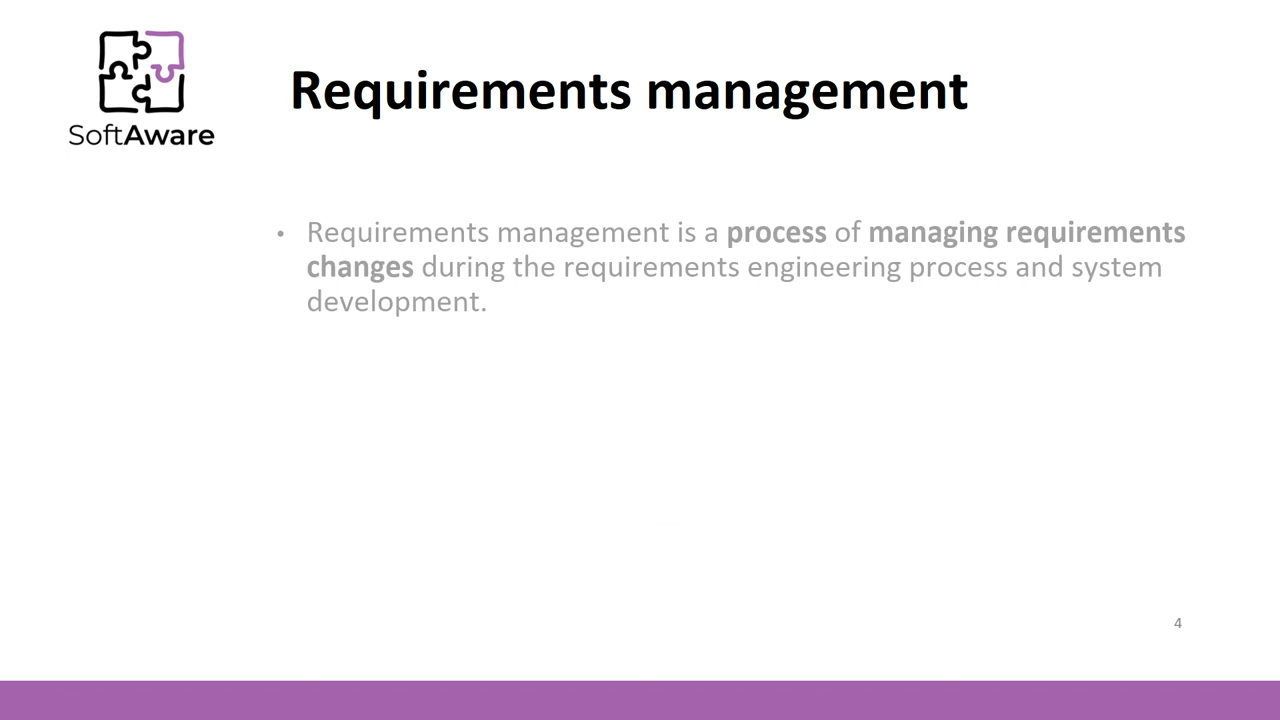 SoftAware
Requirements management
• Requirements management is a process of managing requirements
changes during the requirements engineering process and system
development.
4